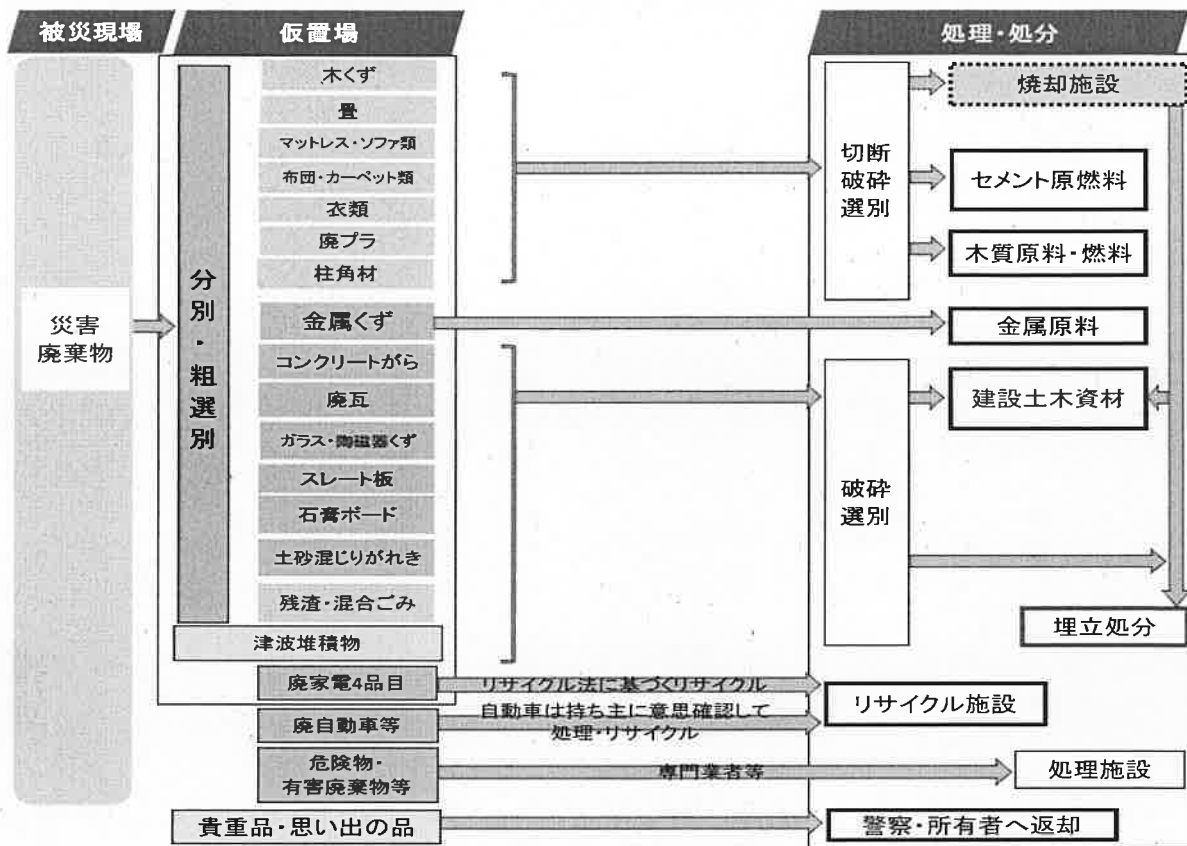 被災現場
仮置場
処理・処分
災害
廃棄物
分別・粗選別
木くず
畳
マットレス・ソファ類
布団・カーペット類
衣類
廃プラ
柱角材
金属くず
コンクリートがら
廃瓦
ガラス・陶磁器くず
スレート板
石膏ボード
土砂混じりがれき
残渣・混合ごみ
津波堆積物
廃家電4品目
廃自動車等
危険物・
有害廃棄物等
貴重品・思い出の品
リサイクル法に基づくリサイクル
自動車は持ち主に意思確認して
処理・リサイクル
専門業者等
切断
破砕
選別
破砕
選別
焼却施設
セメント原燃料
木質原料・燃料
金属原料
建設土木資材
埋立処分
リサイクル施設
処理施設
警察・所有者へ返却